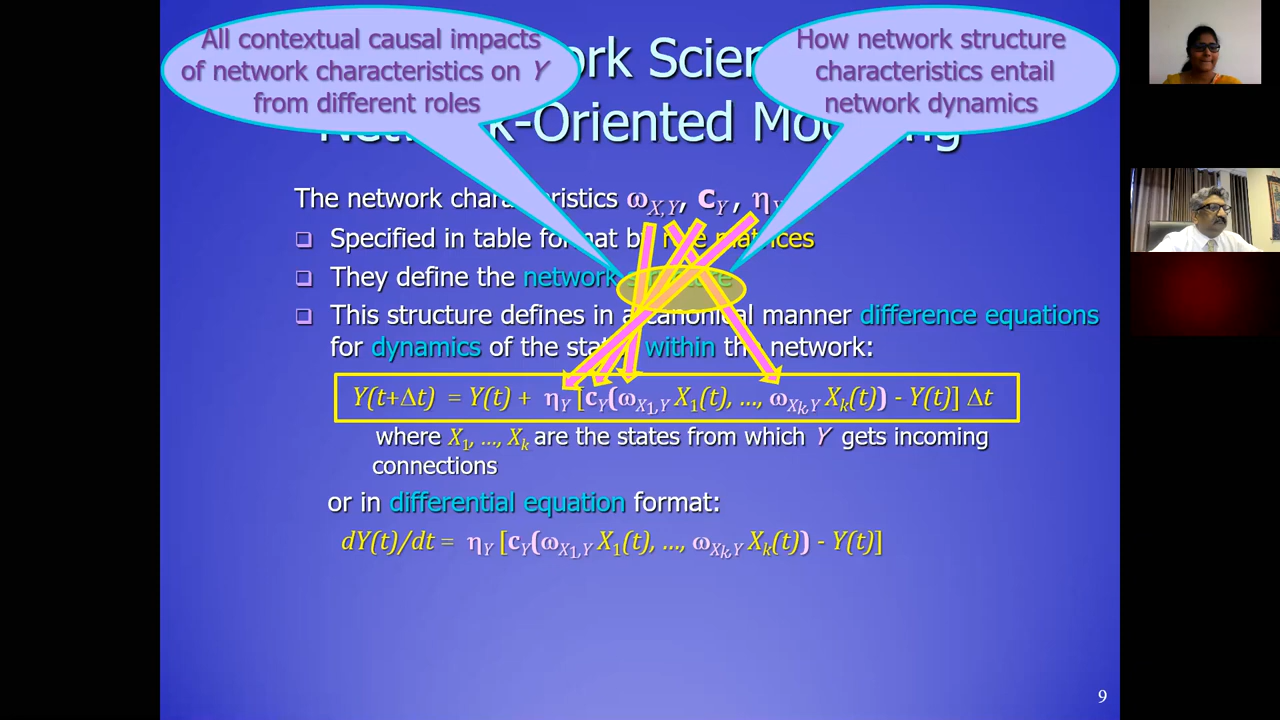 All contextual causal impacts
of network characteristics on Y
from different roles
How network structure
characteristics entail
network dynamics
-Oriented
The network characteristics ω_{X,Y}, c_Y, η_Y
❑ Specified in table format by role matrices
❑ They define the network structure
❑ This structure defines in a canonical manner difference equations
for dynamics of the states within the network:
Y(t+Δt) = Y(t) + η_Y [c_Y(ω_{X1,Y} X_1(t), ..., ω_{Xk,Y} X_k(t)) - Y(t)] Δt
where X_1, ..., X_k are the states from which Y gets incoming
connections
or in differential equation format:
dY(t)/dt = η_Y [c_Y(ω_{X1,Y} X_1(t), ..., ω_{Xk,Y} X_k(t)) - Y(t)]
9